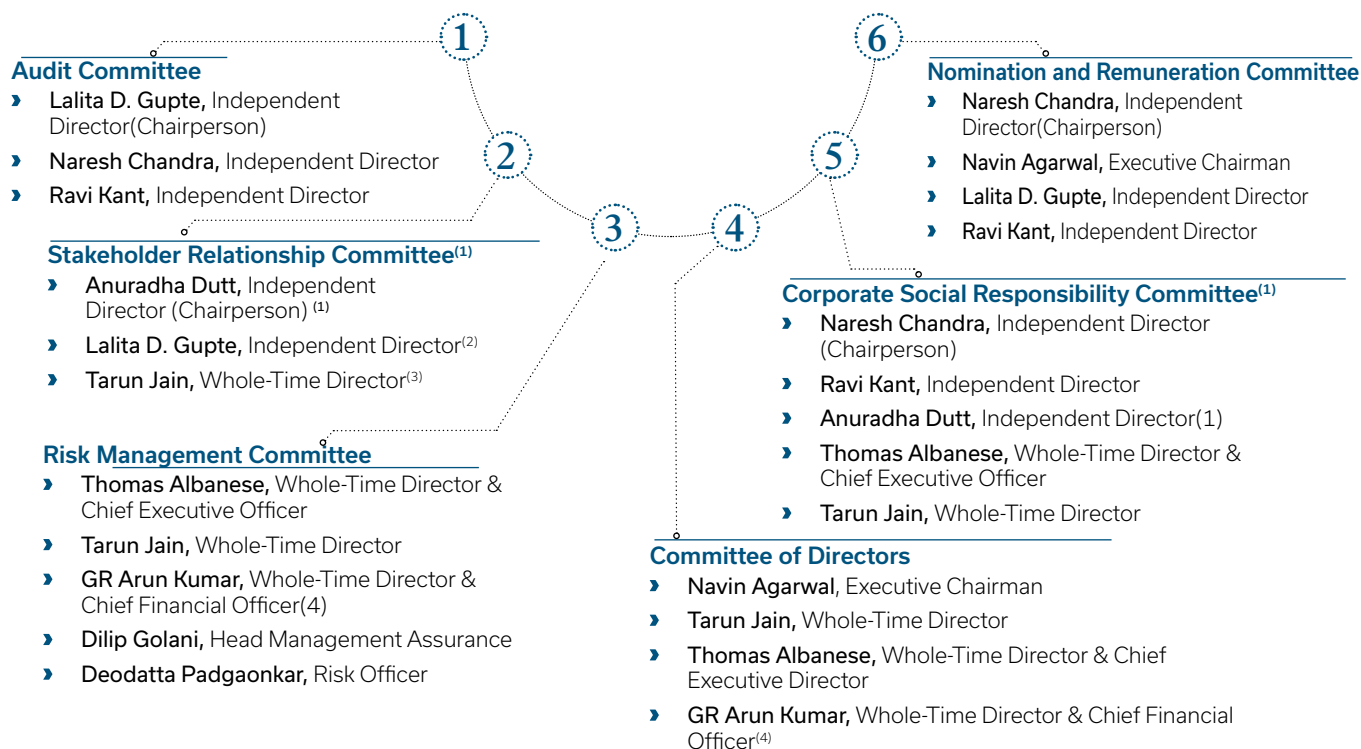 1
Audit Committee
Lalita D. Gupte, Independent
Director(Chairperson)
Naresh Chandra, Independent Director
Ravi Kant, Independent Director
2
Stakeholder Relationship Committee(1)
Anuradha Dutt, Independent
Director (Chairperson) (1)
Lalita D. Gupte, Independent Director(2)
Tarun Jain, Whole-Time Director(3)
3
Risk Management Committee
Thomas Albanese, Whole-Time Director &
Chief Executive Officer
Tarun Jain, Whole-Time Director
GR Arun Kumar, Whole-Time Director &
Chief Financial Officer(4)
Dilip Golani, Head Management Assurance
Deodatta Padgaonkar, Risk Officer
4
Committee of Directors
Navin Agarwal, Executive Chairman
Tarun Jain, Whole-Time Director
Thomas Albanese, Whole-Time Director & Chief
Executive Director
GR Arun Kumar, Whole-Time Director & Chief Financial
Officer(4)
5
Corporate Social Responsibility Committee(1)
Naresh Chandra, Independent Director
(Chairperson)
Ravi Kant, Independent Director
Anuradha Dutt, Independent Director(1)
Thomas Albanese, Whole-Time Director &
Chief Executive Officer
Tarun Jain, Whole-Time Director
6
Nomination and Remuneration Committee
Naresh Chandra, Independent
Director(Chairperson)
Navin Agarwal, Executive Chairman
Lalita D. Gupte, Independent Director
Ravi Kant, Independent Director